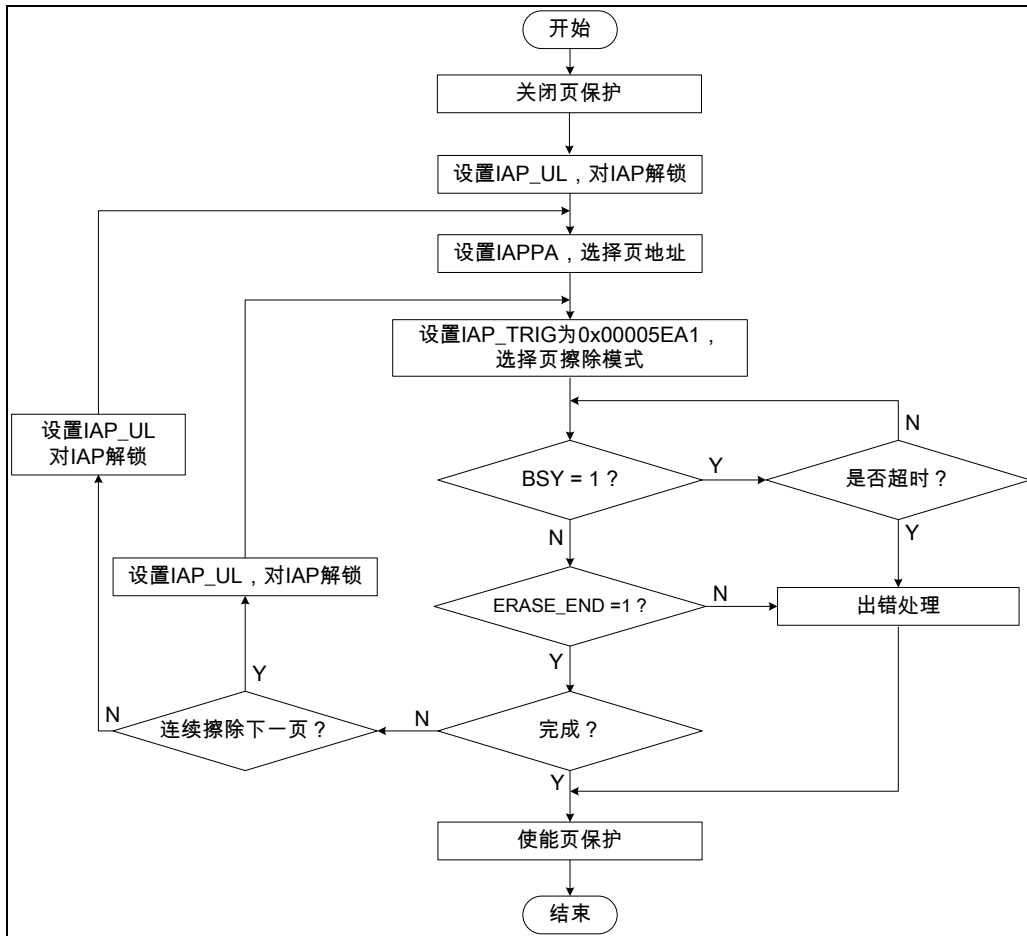 开始
关闭页保护
设置IAP_UL，对IAP解锁
设置IAPPA，选择页地址
设置IAP_TRIG为0x00005EA1，
选择页擦除模式
设置IAP_UL
对IAP解锁
N
BSY = 1？
Y
是否超时？
N
Y
设置IAP_UL，对IAP解锁
ERASE_END =1？
N
出错处理
Y
Y
N
连续擦除下一页？
N
完成？
Y
使能页保护
结束